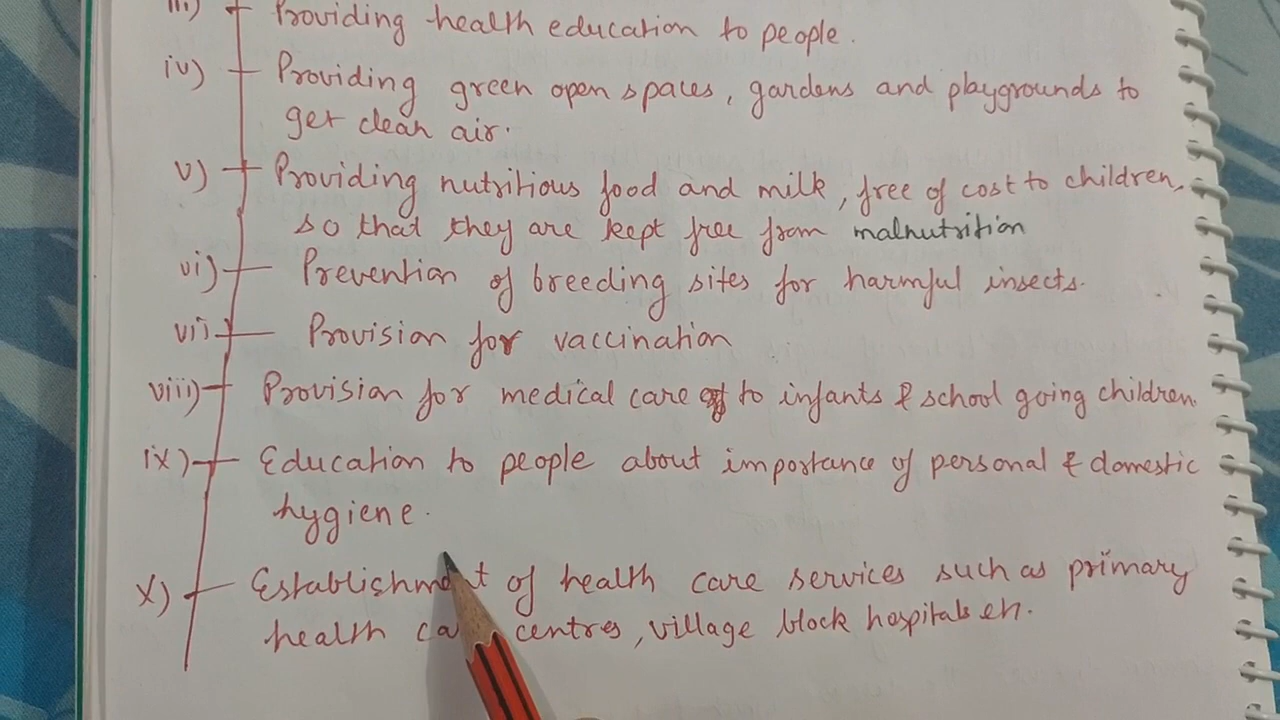 iii) Providing health education to people.
iv) Providing green open spaces, gardens and playgrounds to
get clean air.
v) Providing nutritious food and milk, free of cost to children,
so that they are kept free from malnutrition
vi) Prevention of breeding sites for harmful insects.
vii) Provision for vaccination
viii) Provision for medical care to infants & school going children.
ix) Education to people about importance of personal & domestic
hygiene.
x) Establishment of health care services such as primary
health care centres, village block hospitals etc.